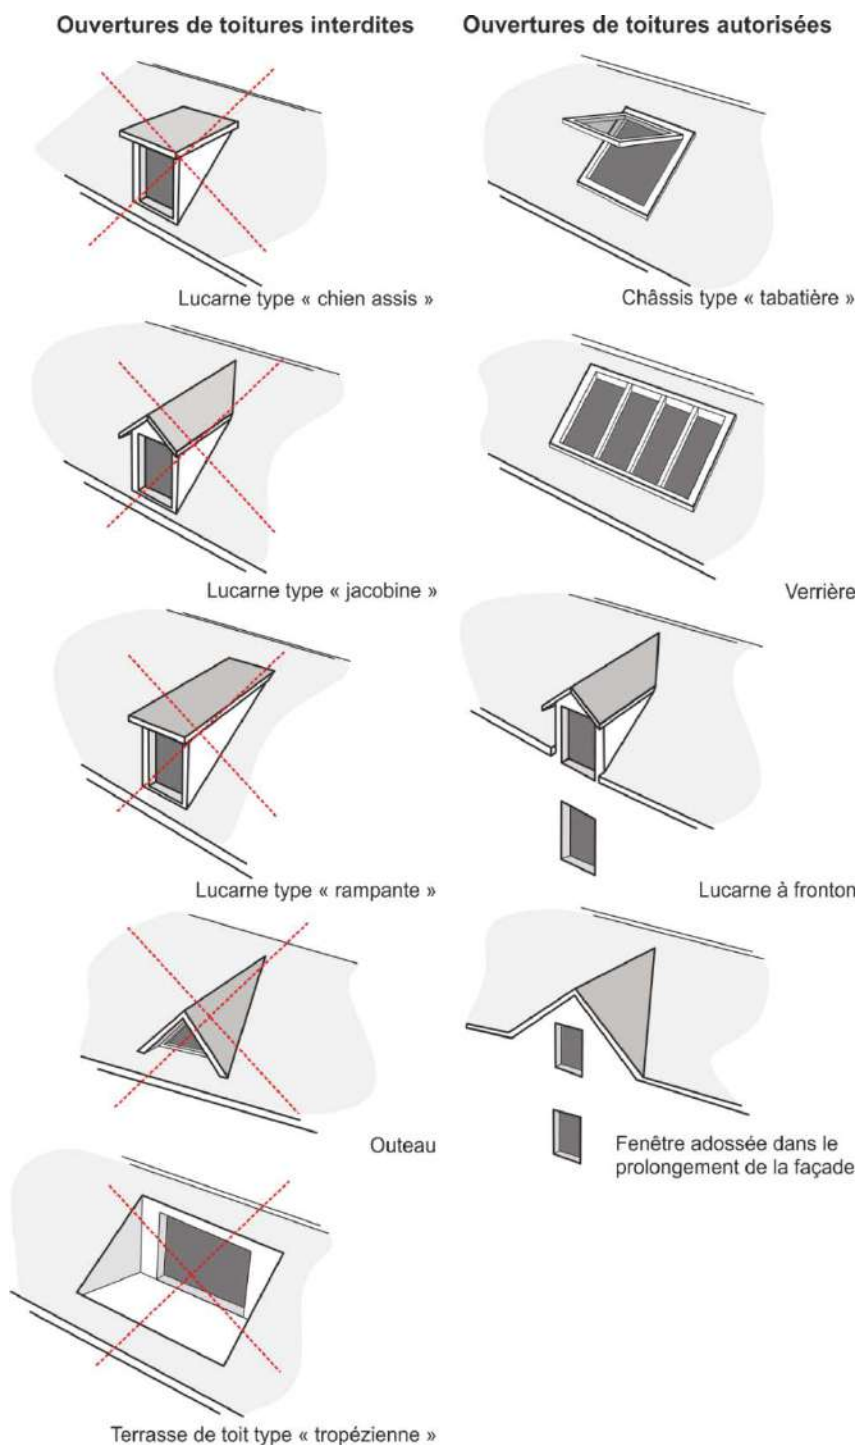 Ouvertures de toitures interdites
Ouvertures de toitures autorisées
Lucarne type « chien assis »
Châssis type « tabatière »
Lucarne type « jacobine »
Verrière
Lucarne type « rampante »
Lucarne à fronton
Outeau
Fenêtre adossée dans le
prolongement de la façade
Terrasse de toit type « tropézienne »